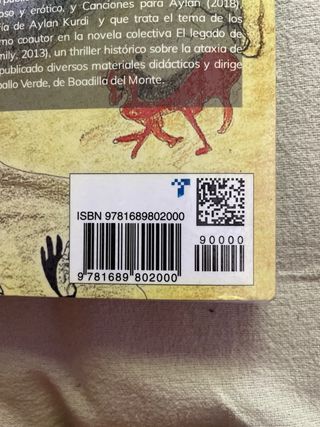 oso y erótico, y Canciones para Aylan (2018),
ria de Aylan Kurdi y que trata el tema de los
mo coautor en la novela colectiva El legado de
mily, 2013), un thriller histórico sobre la ataxia de
publicado diversos materiales didácticos y dirige
ballo Verde, de Boadilla del Monte.
ISBN 9781689802000
90000
9 781689 802000